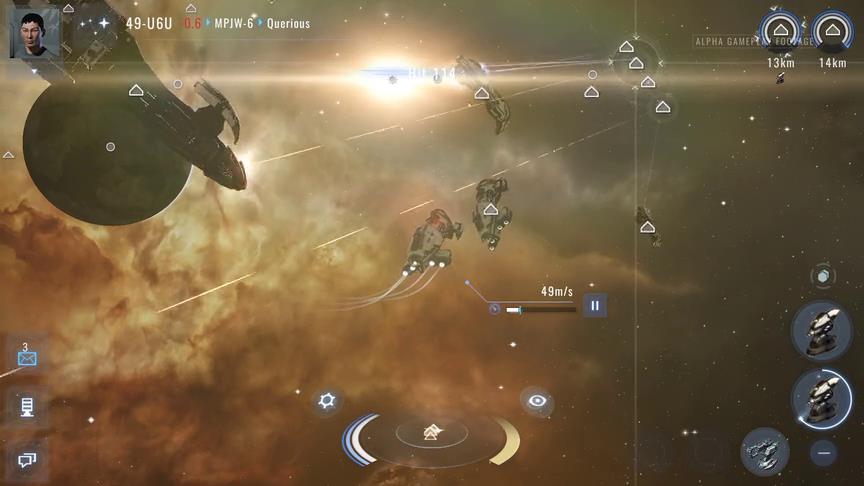 49-U6U 0.6 MPJW-6 Querious
ALPHA GAMEPLAY FOOTAGE
13km 14km
49m/s
3